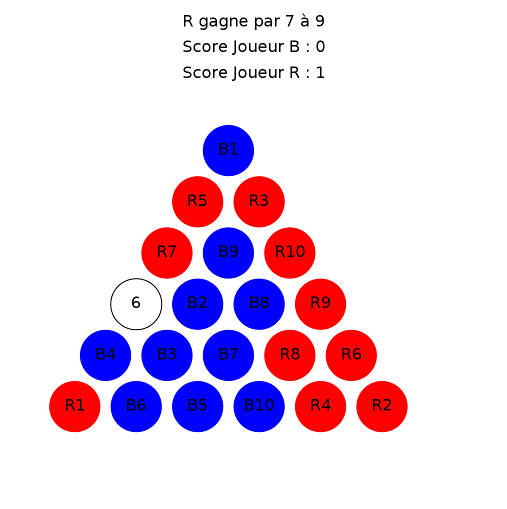 R gagne par 7 à 9
Score Joueur B : 0
Score Joueur R : 1
B1
R5 R3
R7 B9 R10
6 B2 B8 R9
B4 B3 B7 R8 R6
R1 B6 B5 B10 R4 R2